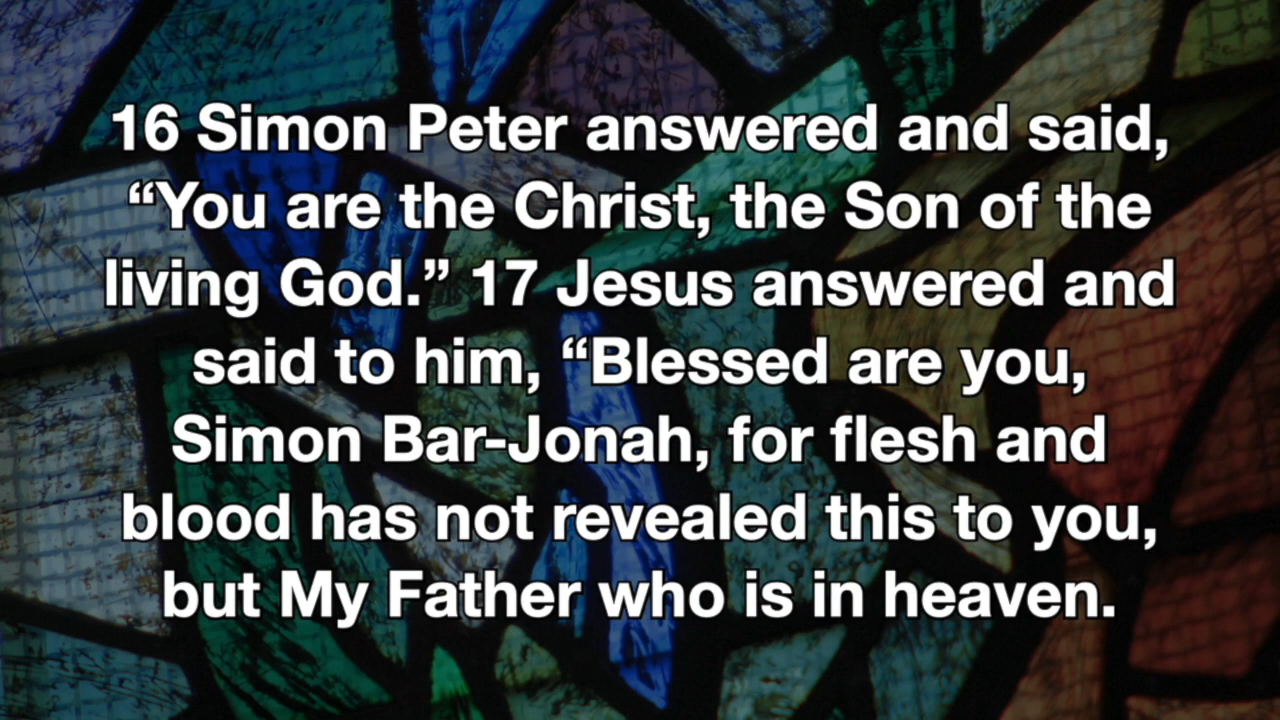 16 Simon Peter answered and said,
“You are the Christ, the Son of the
living God.” 17 Jesus answered and
said to him, “Blessed are you,
Simon Bar-Jonah, for flesh and
blood has not revealed this to you,
but My Father who is in heaven.